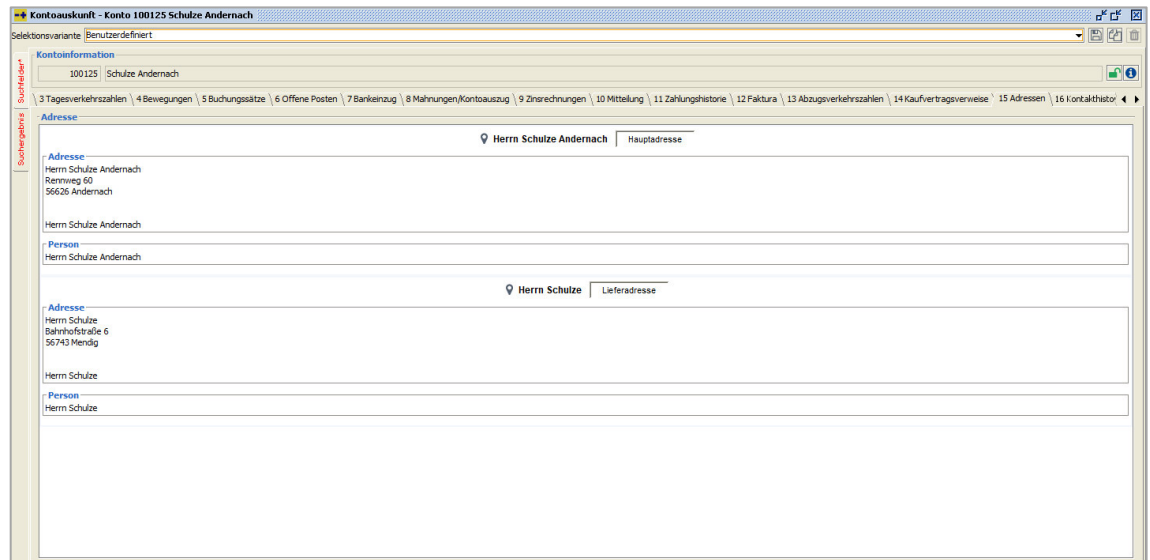 Kontoauskunft - Konto 100125 Schulze Andernach
Selektionsvariante Benutzerdefiniert
Suchfelder*
Suchergebnis
Kontoinformation
100125 Schulze Andernach
3 Tagesverkehrszahlen 4 Bewegungen 5 Buchungssätze 6 Offene Posten 7 Bankeinzug 8 Mahnungen/Kontoauszug 9 Zinsrechnungen 10 Mitteilung 11 Zahlungshistorie 12 Faktura 13 Abzugsverkehrszahlen 14 Kaufvertragsverweise 15 Adressen 16 Kontakthistor
Adresse
Herrn Schulze Andernach Hauptadresse
Adresse
Herrn Schulze Andernach
Rennweg 60
56626 Andernach
Herrn Schulze Andernach
Person
Herrn Schulze Andernach
Herrn Schulze Lieferadresse
Adresse
Herrn Schulze
Bahnhofstraße 6
56743 Mendig
Herrn Schulze
Person
Herrn Schulze